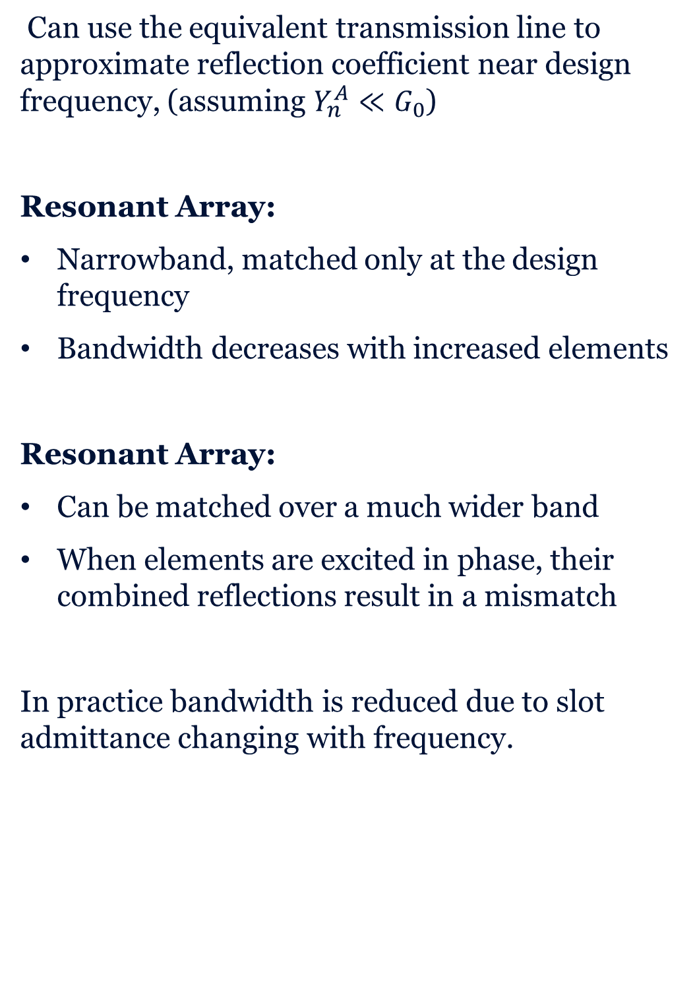 Can use the equivalent transmission line to
approximate reflection coefficient near design
frequency, (assuming $Y_n^A \ll G_0$)
Resonant Array:
• Narrowband, matched only at the design
frequency
• Bandwidth decreases with increased elements
Resonant Array:
• Can be matched over a much wider band
• When elements are excited in phase, their
combined reflections result in a mismatch
In practice bandwidth is reduced due to slot
admittance changing with frequency.